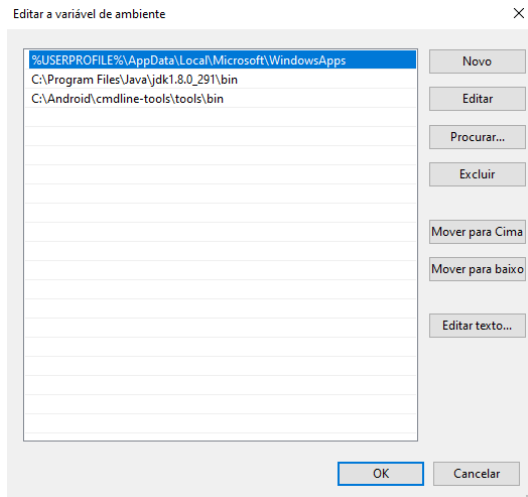 Editar a variável de ambiente
%USERPROFILE%\AppData\Local\Microsoft\WindowsApps
Novo
C:\Program Files\Java\jdk1.8.0_291\bin
C:\Android\cmdline-tools\tools\bin
Editar
Procurar...
Excluir
Mover para Cima
Mover para baixo
Editar texto...
OK
Cancelar